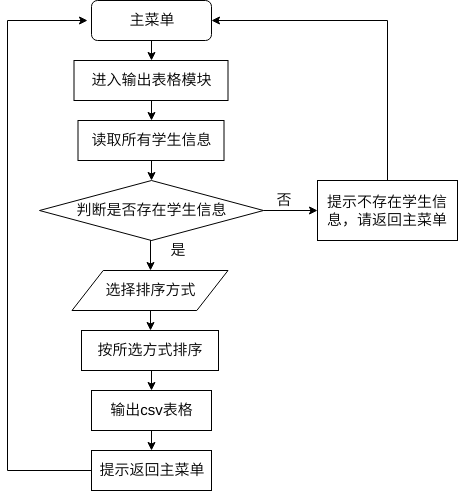 主菜单
进入输出表格模块
读取所有学生信息
判断是否存在学生信息
否
提示不存在学生信
息，请返回主菜单
是
选择排序方式
按所选方式排序
输出csv表格
提示返回主菜单